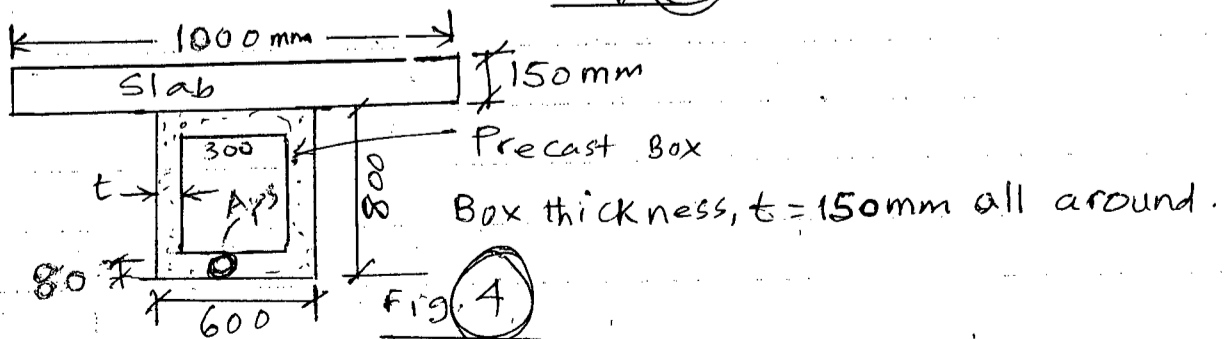 1000 mm
Slab
150mm
300
Precast Box
t
Aps
800
Box thickness, t = 150mm all around.
80
600
Fig. 4